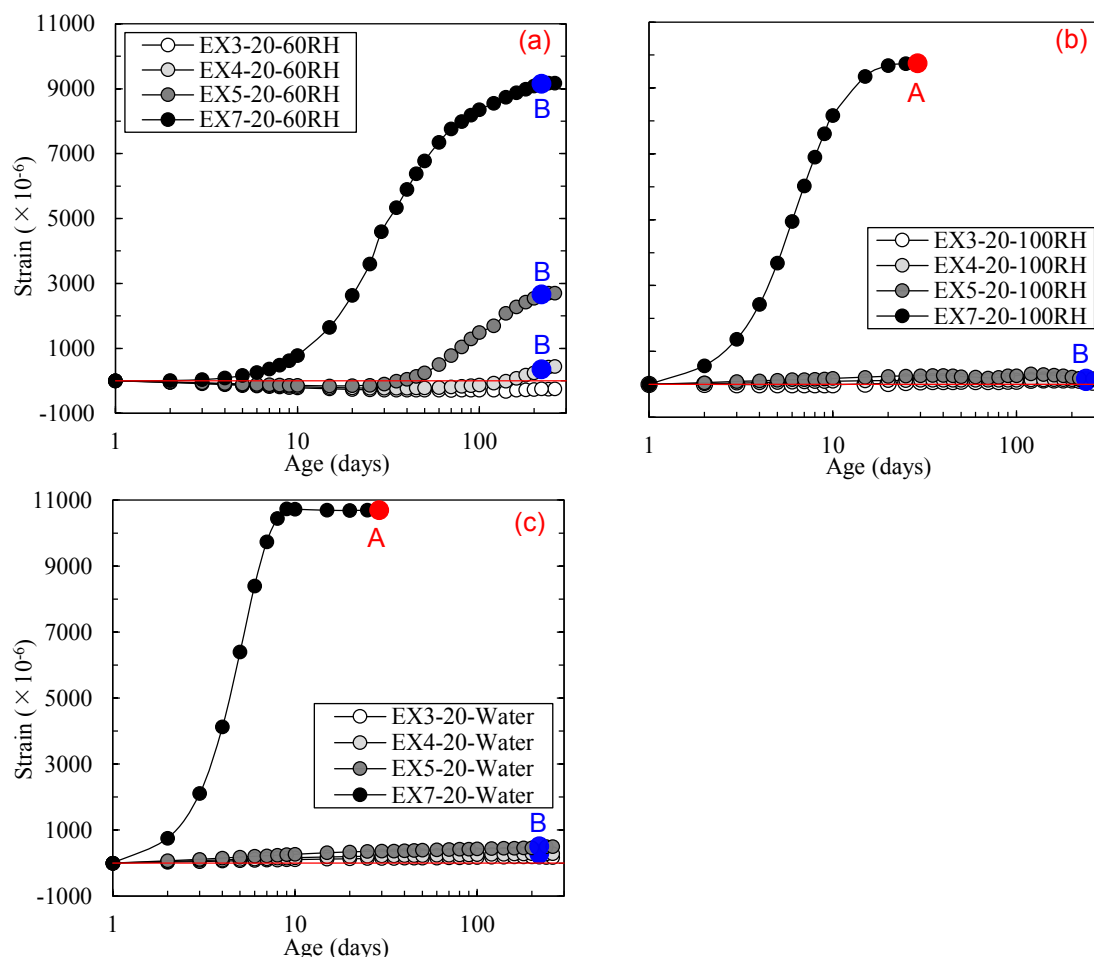 11000
9000
7000
5000
3000
1000
-1000
Strain (×10⁻⁶)
EX3-20-60RH
EX4-20-60RH
EX5-20-60RH
EX7-20-60RH
(a)
B
B
B
1
10
100
Age (days)
(b)
A
EX3-20-100RH
EX4-20-100RH
EX5-20-100RH
EX7-20-100RH
B
1
10
100
Age (days)
11000
9000
7000
5000
3000
1000
-1000
Strain (×10⁻⁶)
(c)
A
EX3-20-Water
EX4-20-Water
EX5-20-Water
EX7-20-Water
B
1
10
100
Age (days)